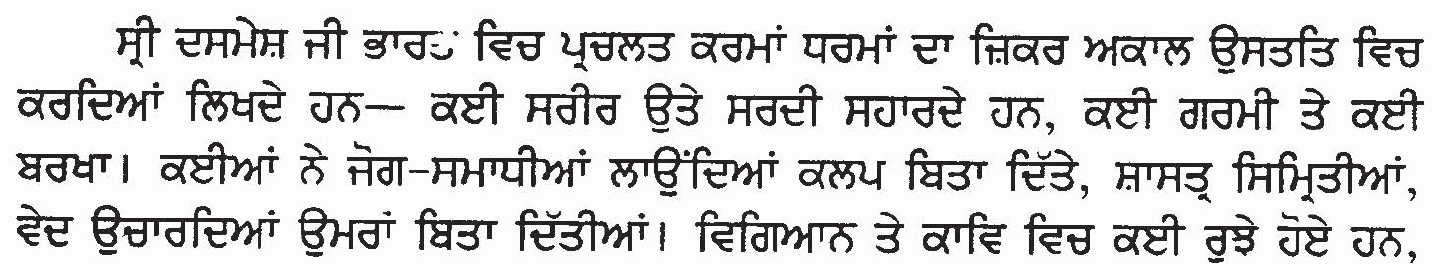 ਸ੍ਰੀ ਦਸਮੇਸ਼ ਜੀ ਵਿਚ ਪ੍ਰਚਲਤ ਕਰਮਾਂ ਧਰਮਾਂ ਦਾ ਜ਼ਿਕਰ ਅਕਾਲ ਉਸਤਤਿ ਵਿਚ
ਕਰਦਿਆਂ ਲਿਖਦੇ ਹਨ— ਕਈ ਸਰੀਰ ਉਤੇ ਸਰਦੀ ਸਹਾਰਦੇ ਹਨ, ਕਈ ਗਰਮੀ ਤੇ ਕਈ
ਬਰਖਾ। ਕਈਆਂ ਨੇ ਜੋਗ-ਸਮਾਧੀਆਂ ਲਾਉਂਦਿਆਂ ਕਲਪ ਬਿਤਾ ਦਿੱਤੇ, ਸ਼ਾਸਤ੍ਰ ਸਿਮ੍ਰਿਤੀਆਂ,
ਵੇਦ ਉਚਾਰਦਿਆਂ ਉਮਰਾਂ ਬਿਤਾ ਦਿੱਤੀਆਂ। ਵਿਗਿਆਨ ਤੇ ਕਾਵਿ ਵਿਚ ਕਈ ਰੁਝੇ ਹੋਏ ਹਨ,